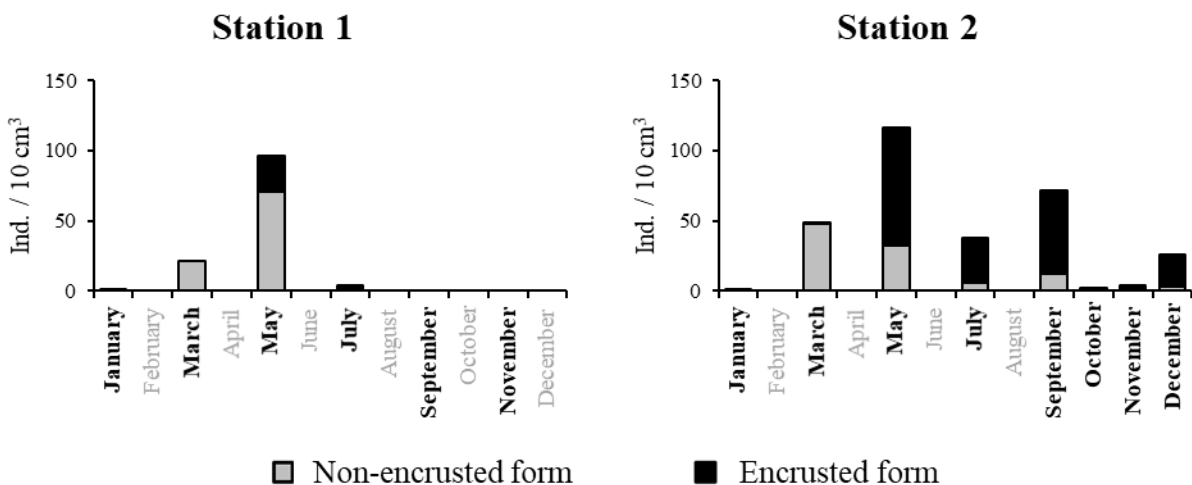 Station 1
Ind. / 10 cm³
150
100
50
0
January
February
March
April
May
June
July
August
September
October
November
December
Station 2
Ind. / 10 cm³
150
100
50
0
January
February
March
April
May
June
July
August
September
October
November
December
Non-encrusted form
Encrusted form